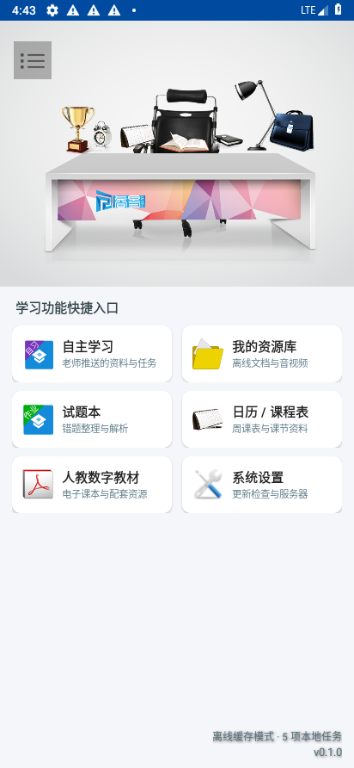 4:43
LTE
学习功能快捷入口
自主学习
老师推送的资料与任务
我的资源库
离线文档与音视频
试题本
错题整理与解析
日历 / 课程表
周课表与课节资料
人教数字教材
电子课本与配套资源
系统设置
更新检查与服务器
离线缓存模式 · 5 项本地任务
v0.1.0